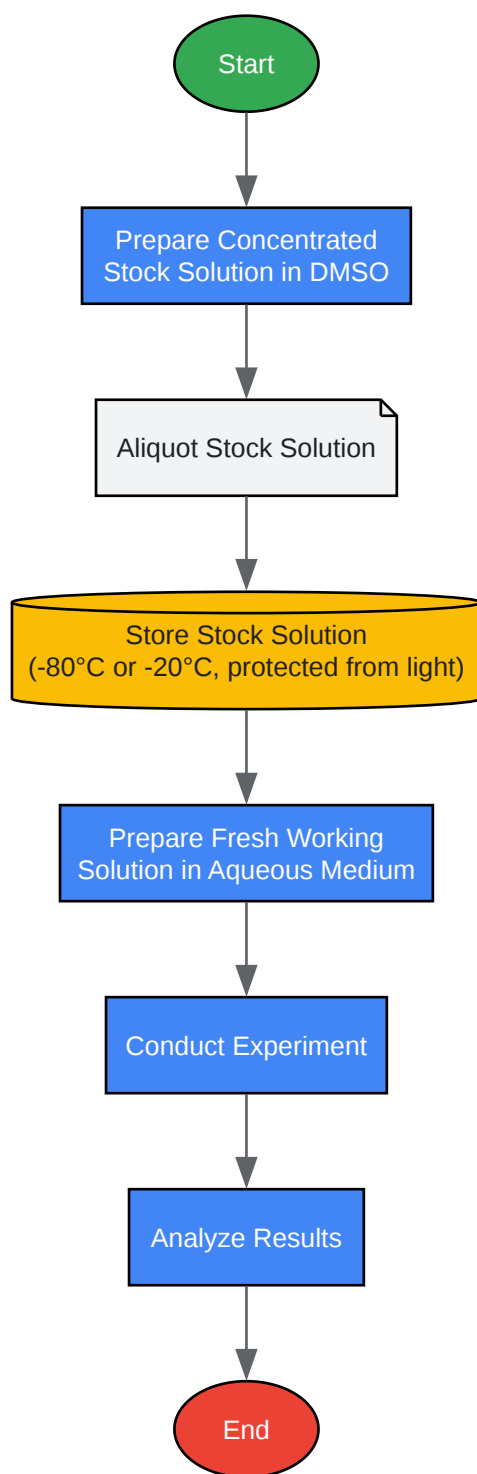 Start
Prepare Concentrated
Stock Solution in DMSO
Aliquot Stock Solution
Store Stock Solution
(-80°C or -20°C, protected from light)
Prepare Fresh Working
Solution in Aqueous Medium
Conduct Experiment
Analyze Results
End